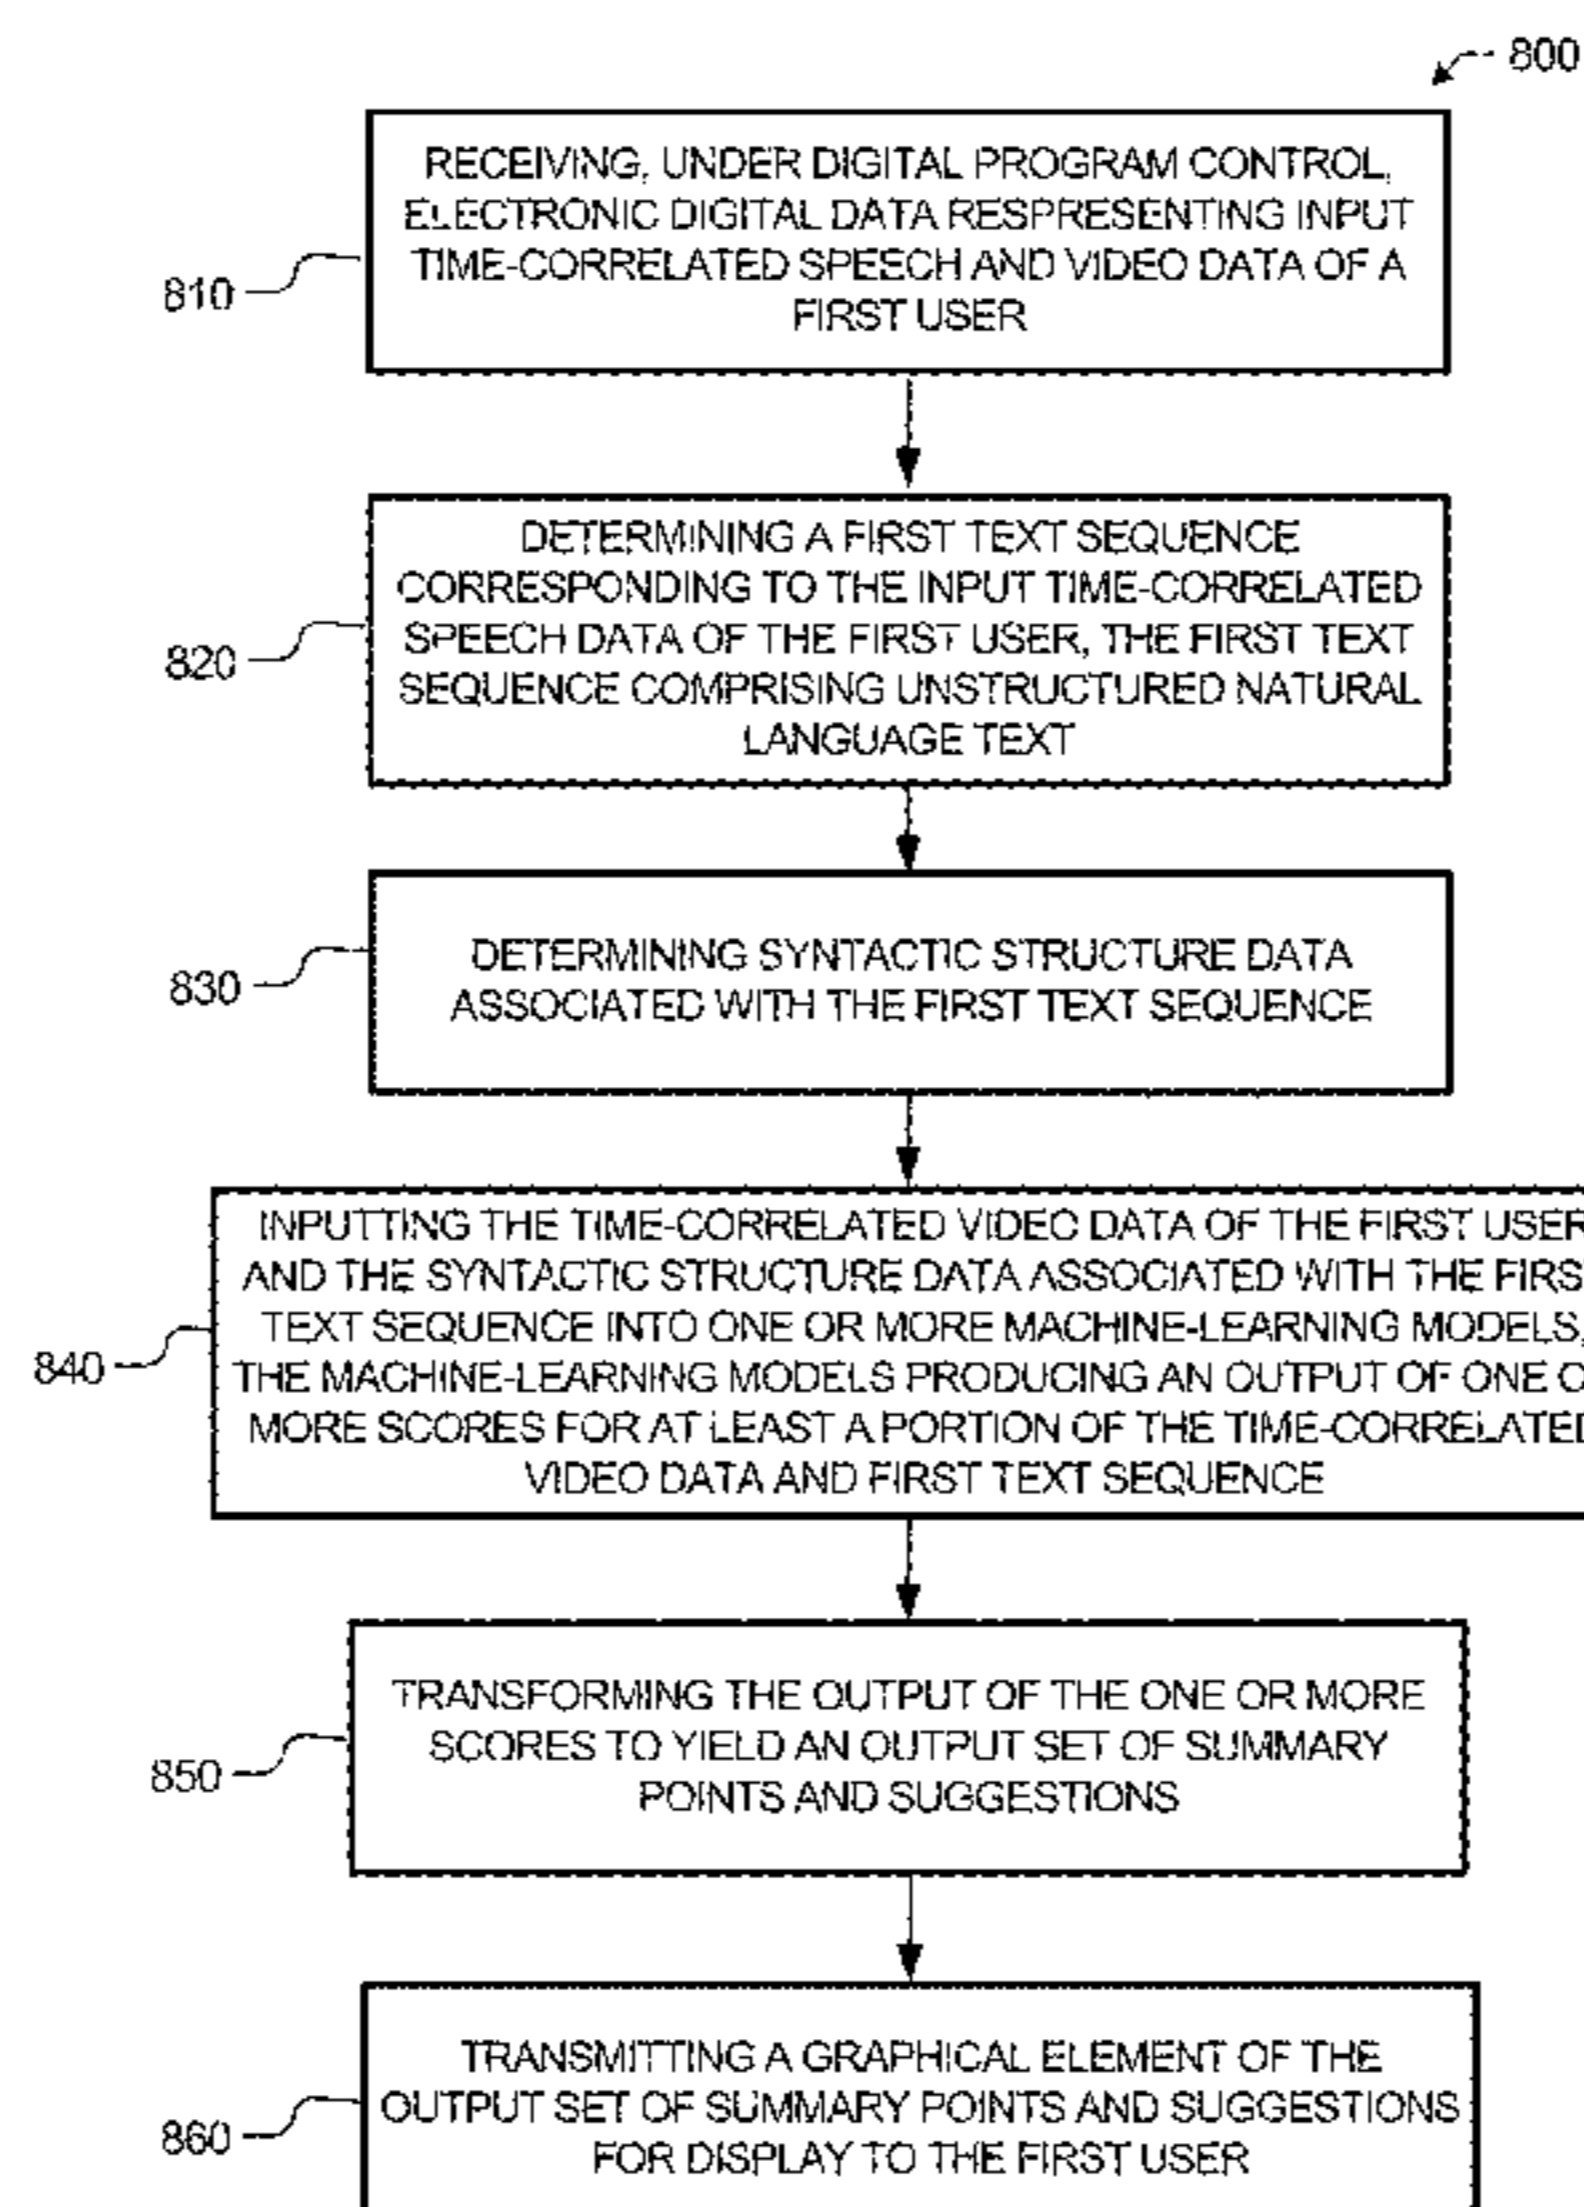 800
RECEIVING, UNDER DIGITAL PROGRAM CONTROL,
ELECTRONIC DIGITAL DATA RESPRESENTING INPUT
TIME-CORRELATED SPEECH AND VIDEO DATA OF A
FIRST USER
810
DETERMINING A FIRST TEXT SEQUENCE
CORRESPONDING TO THE INPUT TIME-CORRELATED
SPEECH DATA OF THE FIRST USER, THE FIRST TEXT
SEQUENCE COMPRISING UNSTRUCTURED NATURAL
LANGUAGE TEXT
820
DETERMINING SYNTACTIC STRUCTURE DATA
ASSOCIATED WITH THE FIRST TEXT SEQUENCE
830
INPUTTING THE TIME-CORRELATED VIDEO DATA OF THE FIRST USER
AND THE SYNTACTIC STRUCTURE DATA ASSOCIATED WITH THE FIRS
TEXT SEQUENCE INTO ONE OR MORE MACHINE-LEARNING MODELS,
THE MACHINE-LEARNING MODELS PRODUCING AN OUTPUT OF ONE O
MORE SCORES FOR AT LEAST A PORTION OF THE TIME-CORRELATED
VIDEO DATA AND FIRST TEXT SEQUENCE
840
TRANSFORMING THE OUTPUT OF THE ONE OR MORE
SCORES TO YIELD AN OUTPUT SET OF SUMMARY
POINTS AND SUGGESTIONS
850
TRANSMITTING A GRAPHICAL ELEMENT OF THE
OUTPUT SET OF SUMMARY POINTS AND SUGGESTIONS
FOR DISPLAY TO THE FIRST USER
860